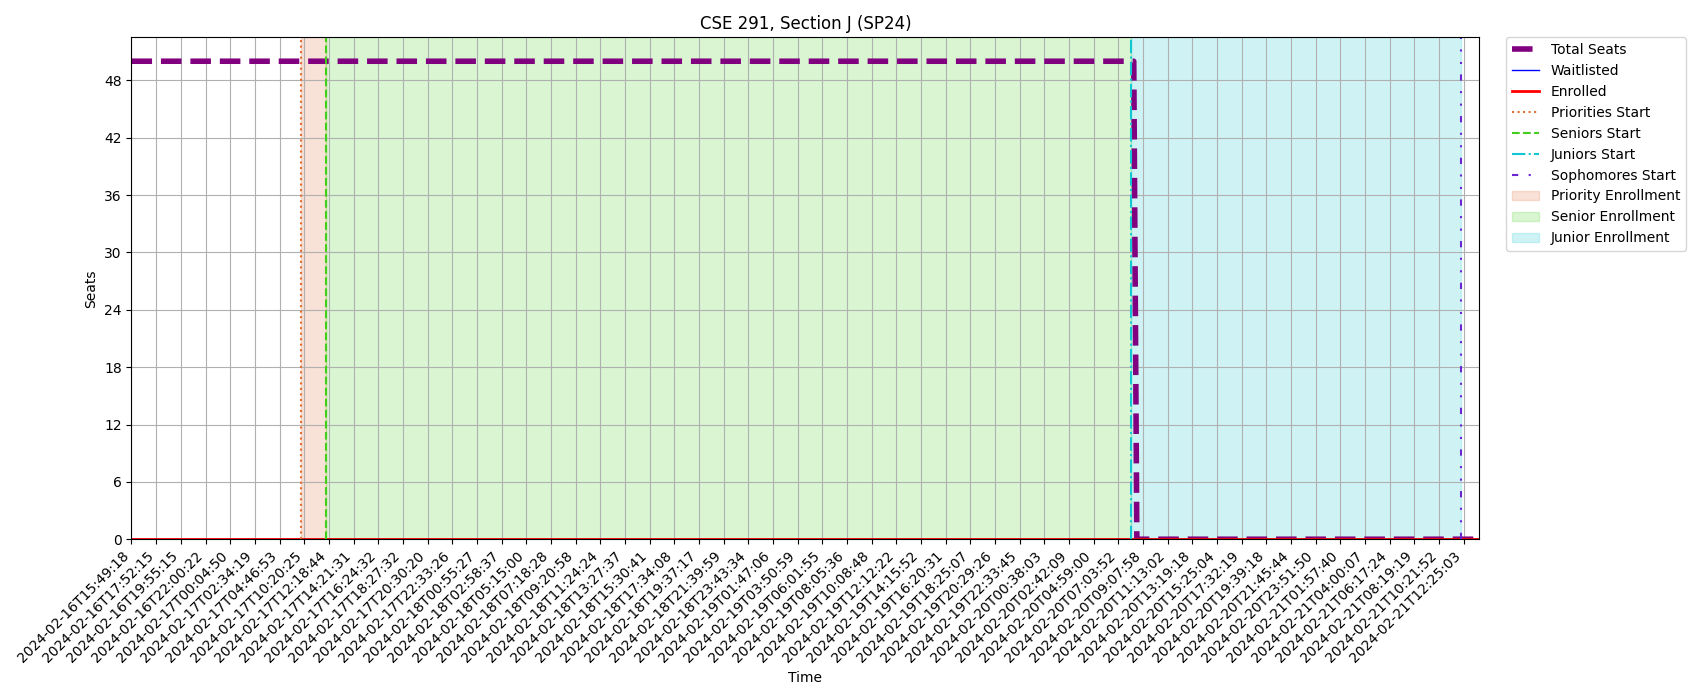 CSE 291, Section J (SP24)
Seats
48
42
36
30
24
18
12
6
0
2024-02-16T15:49:18
2024-02-16T17:52:15
2024-02-16T19:55:15
2024-02-16T22:00:22
2024-02-17T00:04:50
2024-02-17T02:34:19
2024-02-17T04:46:53
2024-02-17T10:20:25
2024-02-17T12:18:44
2024-02-17T14:21:31
2024-02-17T16:24:32
2024-02-17T18:27:32
2024-02-17T20:30:20
2024-02-17T22:33:26
2024-02-18T00:55:27
2024-02-18T02:58:37
2024-02-18T05:15:00
2024-02-18T07:18:28
2024-02-18T09:20:58
2024-02-18T11:24:24
2024-02-18T13:27:37
2024-02-18T15:30:41
2024-02-18T17:34:08
2024-02-18T19:37:17
2024-02-18T21:39:59
2024-02-18T23:43:34
2024-02-19T01:47:06
2024-02-19T03:50:59
2024-02-19T06:01:55
2024-02-19T08:05:36
2024-02-19T10:08:48
2024-02-19T12:12:22
2024-02-19T14:15:52
2024-02-19T16:20:31
2024-02-19T18:25:07
2024-02-19T20:29:26
2024-02-19T22:33:45
2024-02-20T00:38:03
2024-02-20T02:42:09
2024-02-20T04:59:00
2024-02-20T07:03:52
2024-02-20T09:07:58
2024-02-20T11:13:02
2024-02-20T13:19:18
2024-02-20T15:25:04
2024-02-20T17:32:19
2024-02-20T19:39:18
2024-02-20T21:45:44
2024-02-20T23:51:50
2024-02-21T01:57:40
2024-02-21T04:00:07
2024-02-21T06:17:24
2024-02-21T08:19:19
2024-02-21T10:21:52
2024-02-21T12:25:03
Time
Total Seats
Waitlisted
Enrolled
Priorities Start
Seniors Start
Juniors Start
Sophomores Start
Priority Enrollment
Senior Enrollment
Junior Enrollment